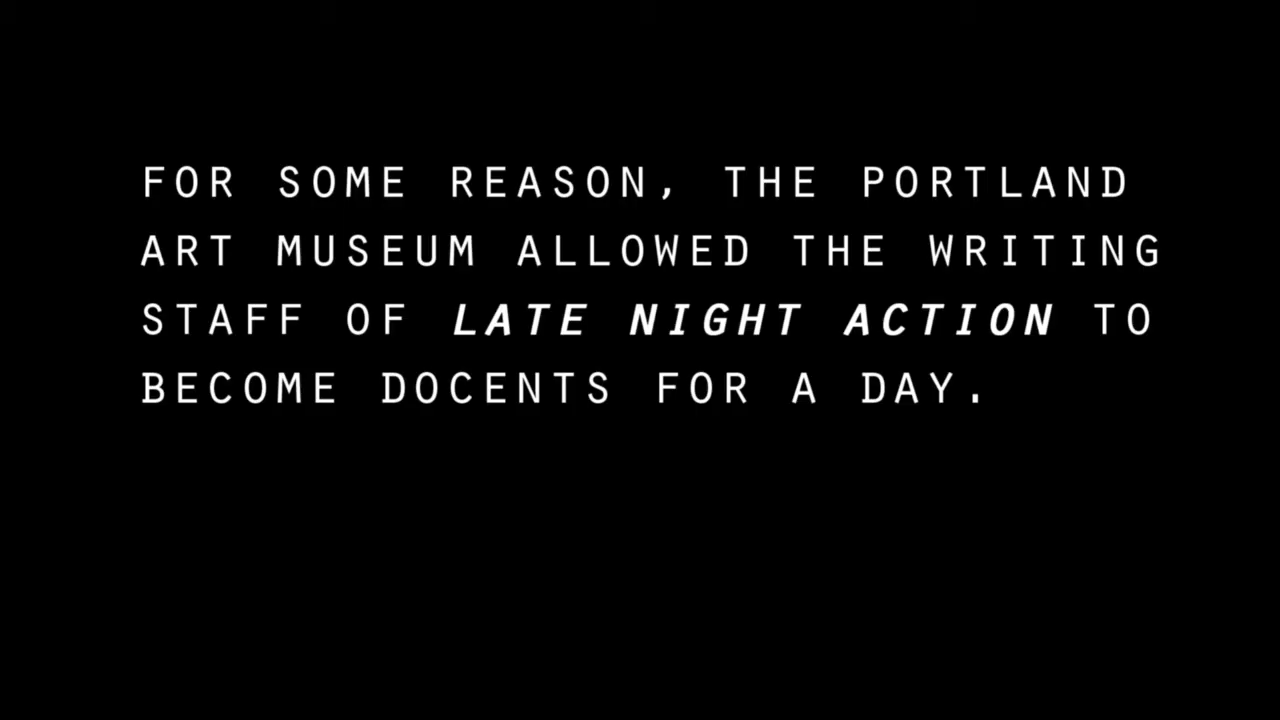 FOR SOME REASON, THE PORTLAND
ART MUSEUM ALLOWED THE WRITING
STAFF OF LATE NIGHT ACTION TO
BECOME DOCENTS FOR A DAY.